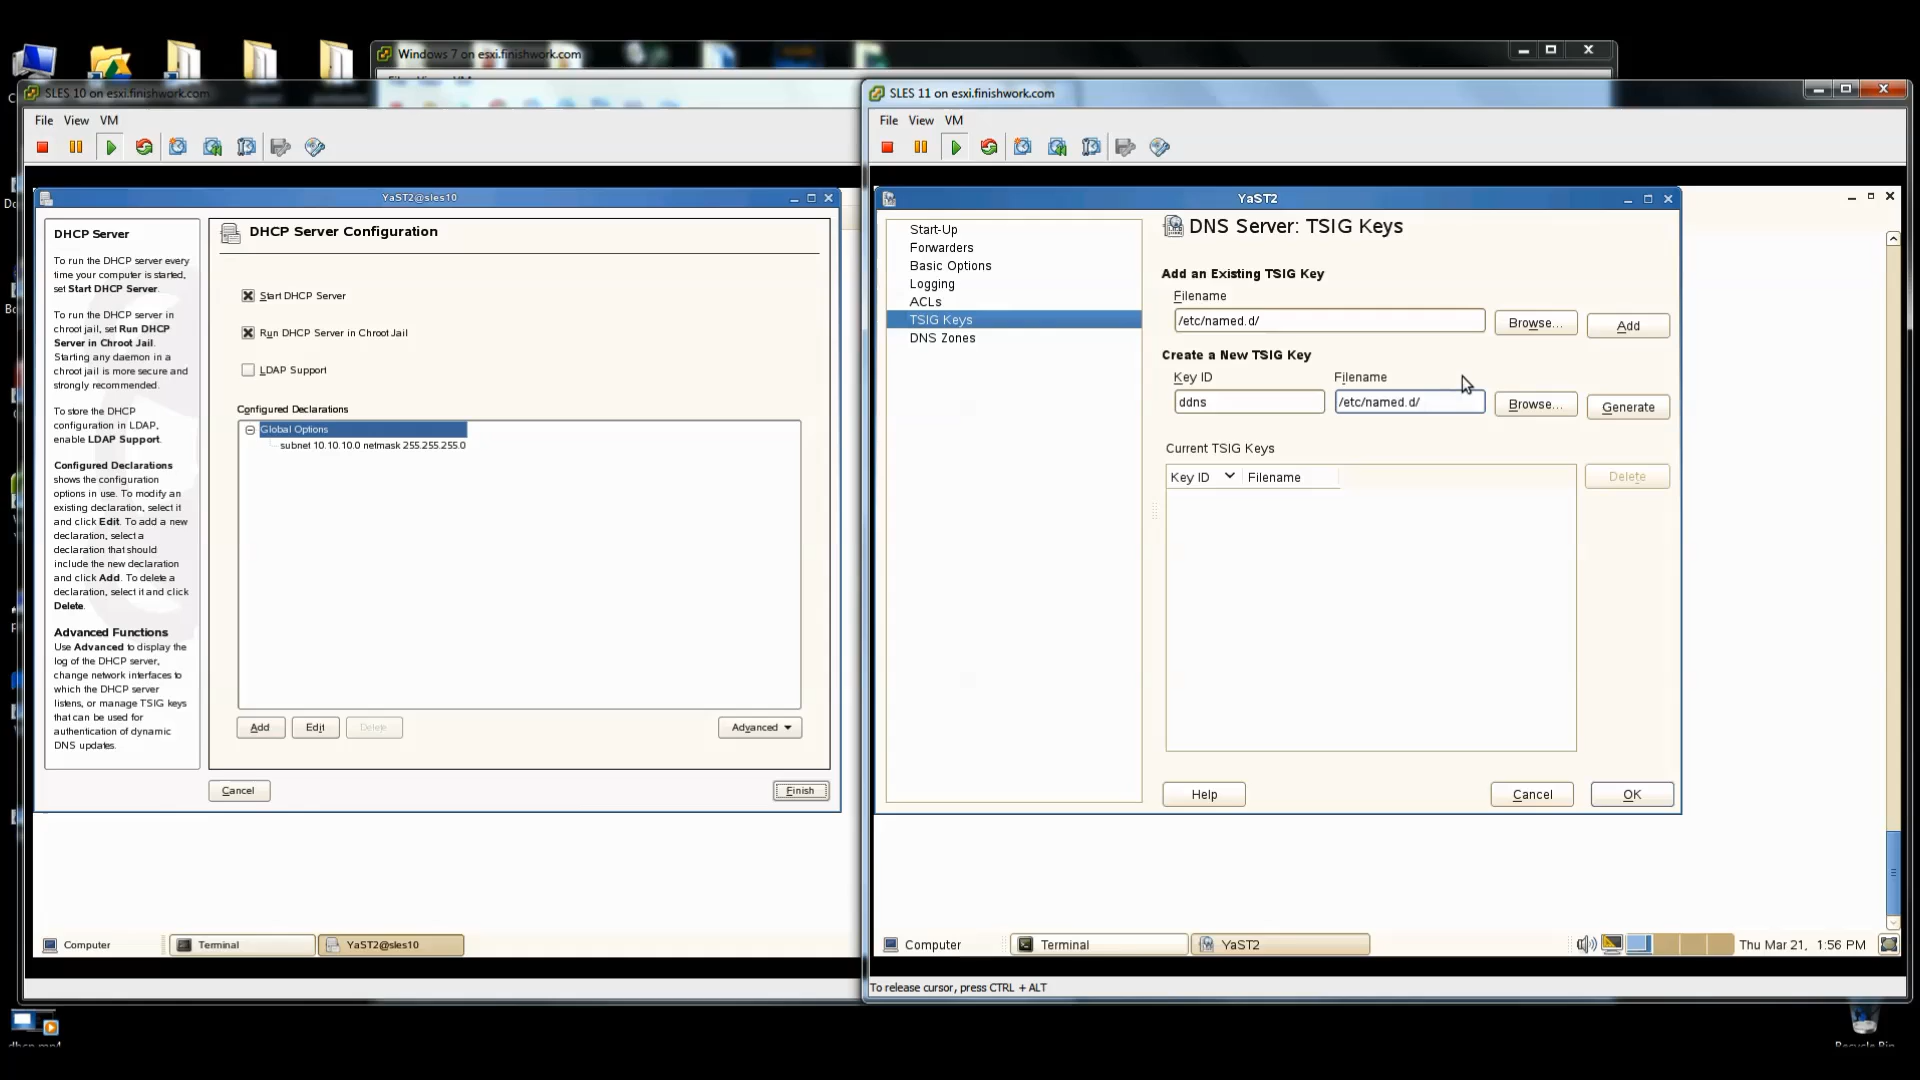 Windows 7 on esxi.finishwork.com
SLES 10 on esxi.finishwork.com
File View VM
YaST2@sles10
DHCP Server
To run the DHCP server every
time your computer is started,
set Start DHCP Server.
To run the DHCP server in
chroot jail, set Run DHCP
Server in Chroot Jail.
Starting any daemon in a
chroot jail is more secure and
strongly recommended.
To store the DHCP
configuration in LDAP,
enable LDAP Support.
Configured Declarations
shows the configuration
options in use. To modify an
existing declaration, select it
and click Edit. To add a new
declaration, select a
declaration that should
include the new declaration
and click Add. To delete a
declaration, select it and click
Delete.
Advanced Functions
Use Advanced to display the
log of the DHCP server,
change network interfaces to
which the DHCP server
listens, or manage TSIG keys
that can be used for
authentication of dynamic
DNS updates.
DHCP Server Configuration
Start DHCP Server
Run DHCP Server in Chroot Jail
LDAP Support
Configured Declarations
Global Options
subnet 10.10.10.0 netmask 255.255.255.0
Add Edit Delete Advanced
Cancel Finish
Computer Terminal YaST2@sles10
SLES 11 on esxi.finishwork.com
File View VM
YaST2
Start-Up
Forwarders
Basic Options
Logging
ACLs
TSIG Keys
DNS Zones
DNS Server: TSIG Keys
Add an Existing TSIG Key
Filename
/etc/named.d/ Browse... Add
Create a New TSIG Key
Key ID Filename
ddns /etc/named.d/ Browse... Generate
Current TSIG Keys
Key ID Filename Delete
Help Cancel OK
Computer Terminal YaST2 Thu Mar 21, 1:56 PM
To release cursor, press CTRL + ALT
dhcp.mp4
Recycle Bin